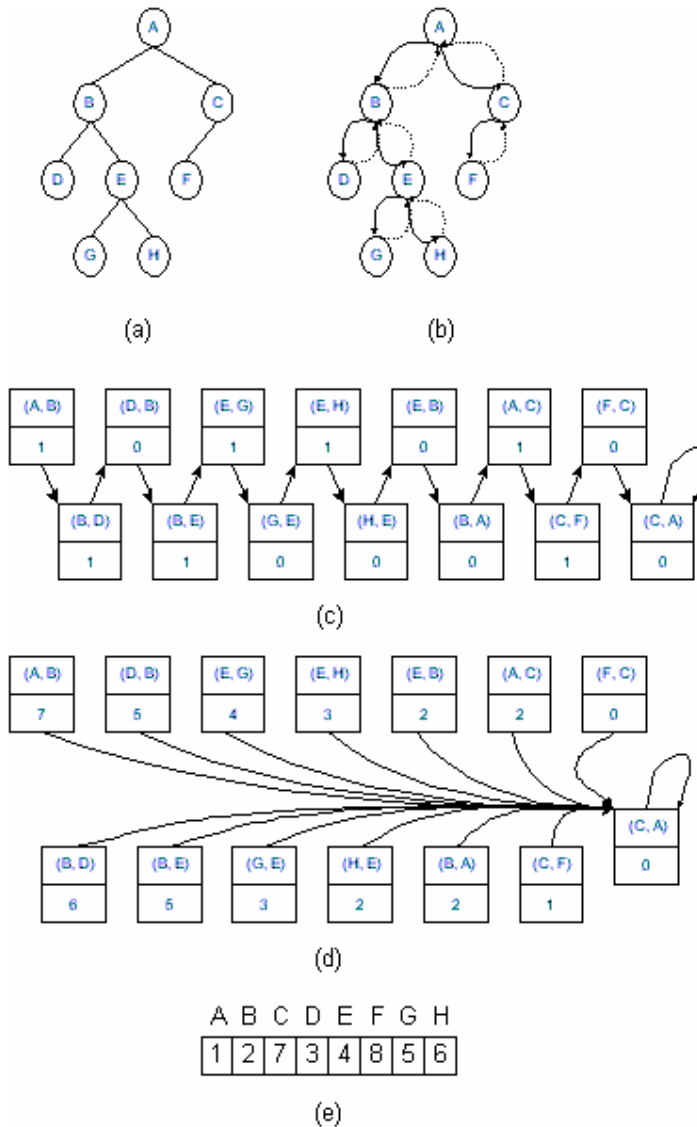 A A
B C B C
D E F D E F
G H G H
(a) (b)
(A, B) (D, B) (E, G) (E, H) (E, B) (A, C) (F, C)
1 0 1 1 0 1 0
(B, D) (B, E) (G, E) (H, E) (B, A) (C, F) (C, A)
1 1 0 0 0 1 0
(c)
(A, B) (D, B) (E, G) (E, H) (E, B) (A, C) (F, C)
7 5 4 3 2 2 0
(C, A)
0
(B, D) (B, E) (G, E) (H, E) (B, A) (C, F)
6 5 3 2 2 1
(d)
A B C D E F G H
1 2 7 3 4 8 5 6
(e)